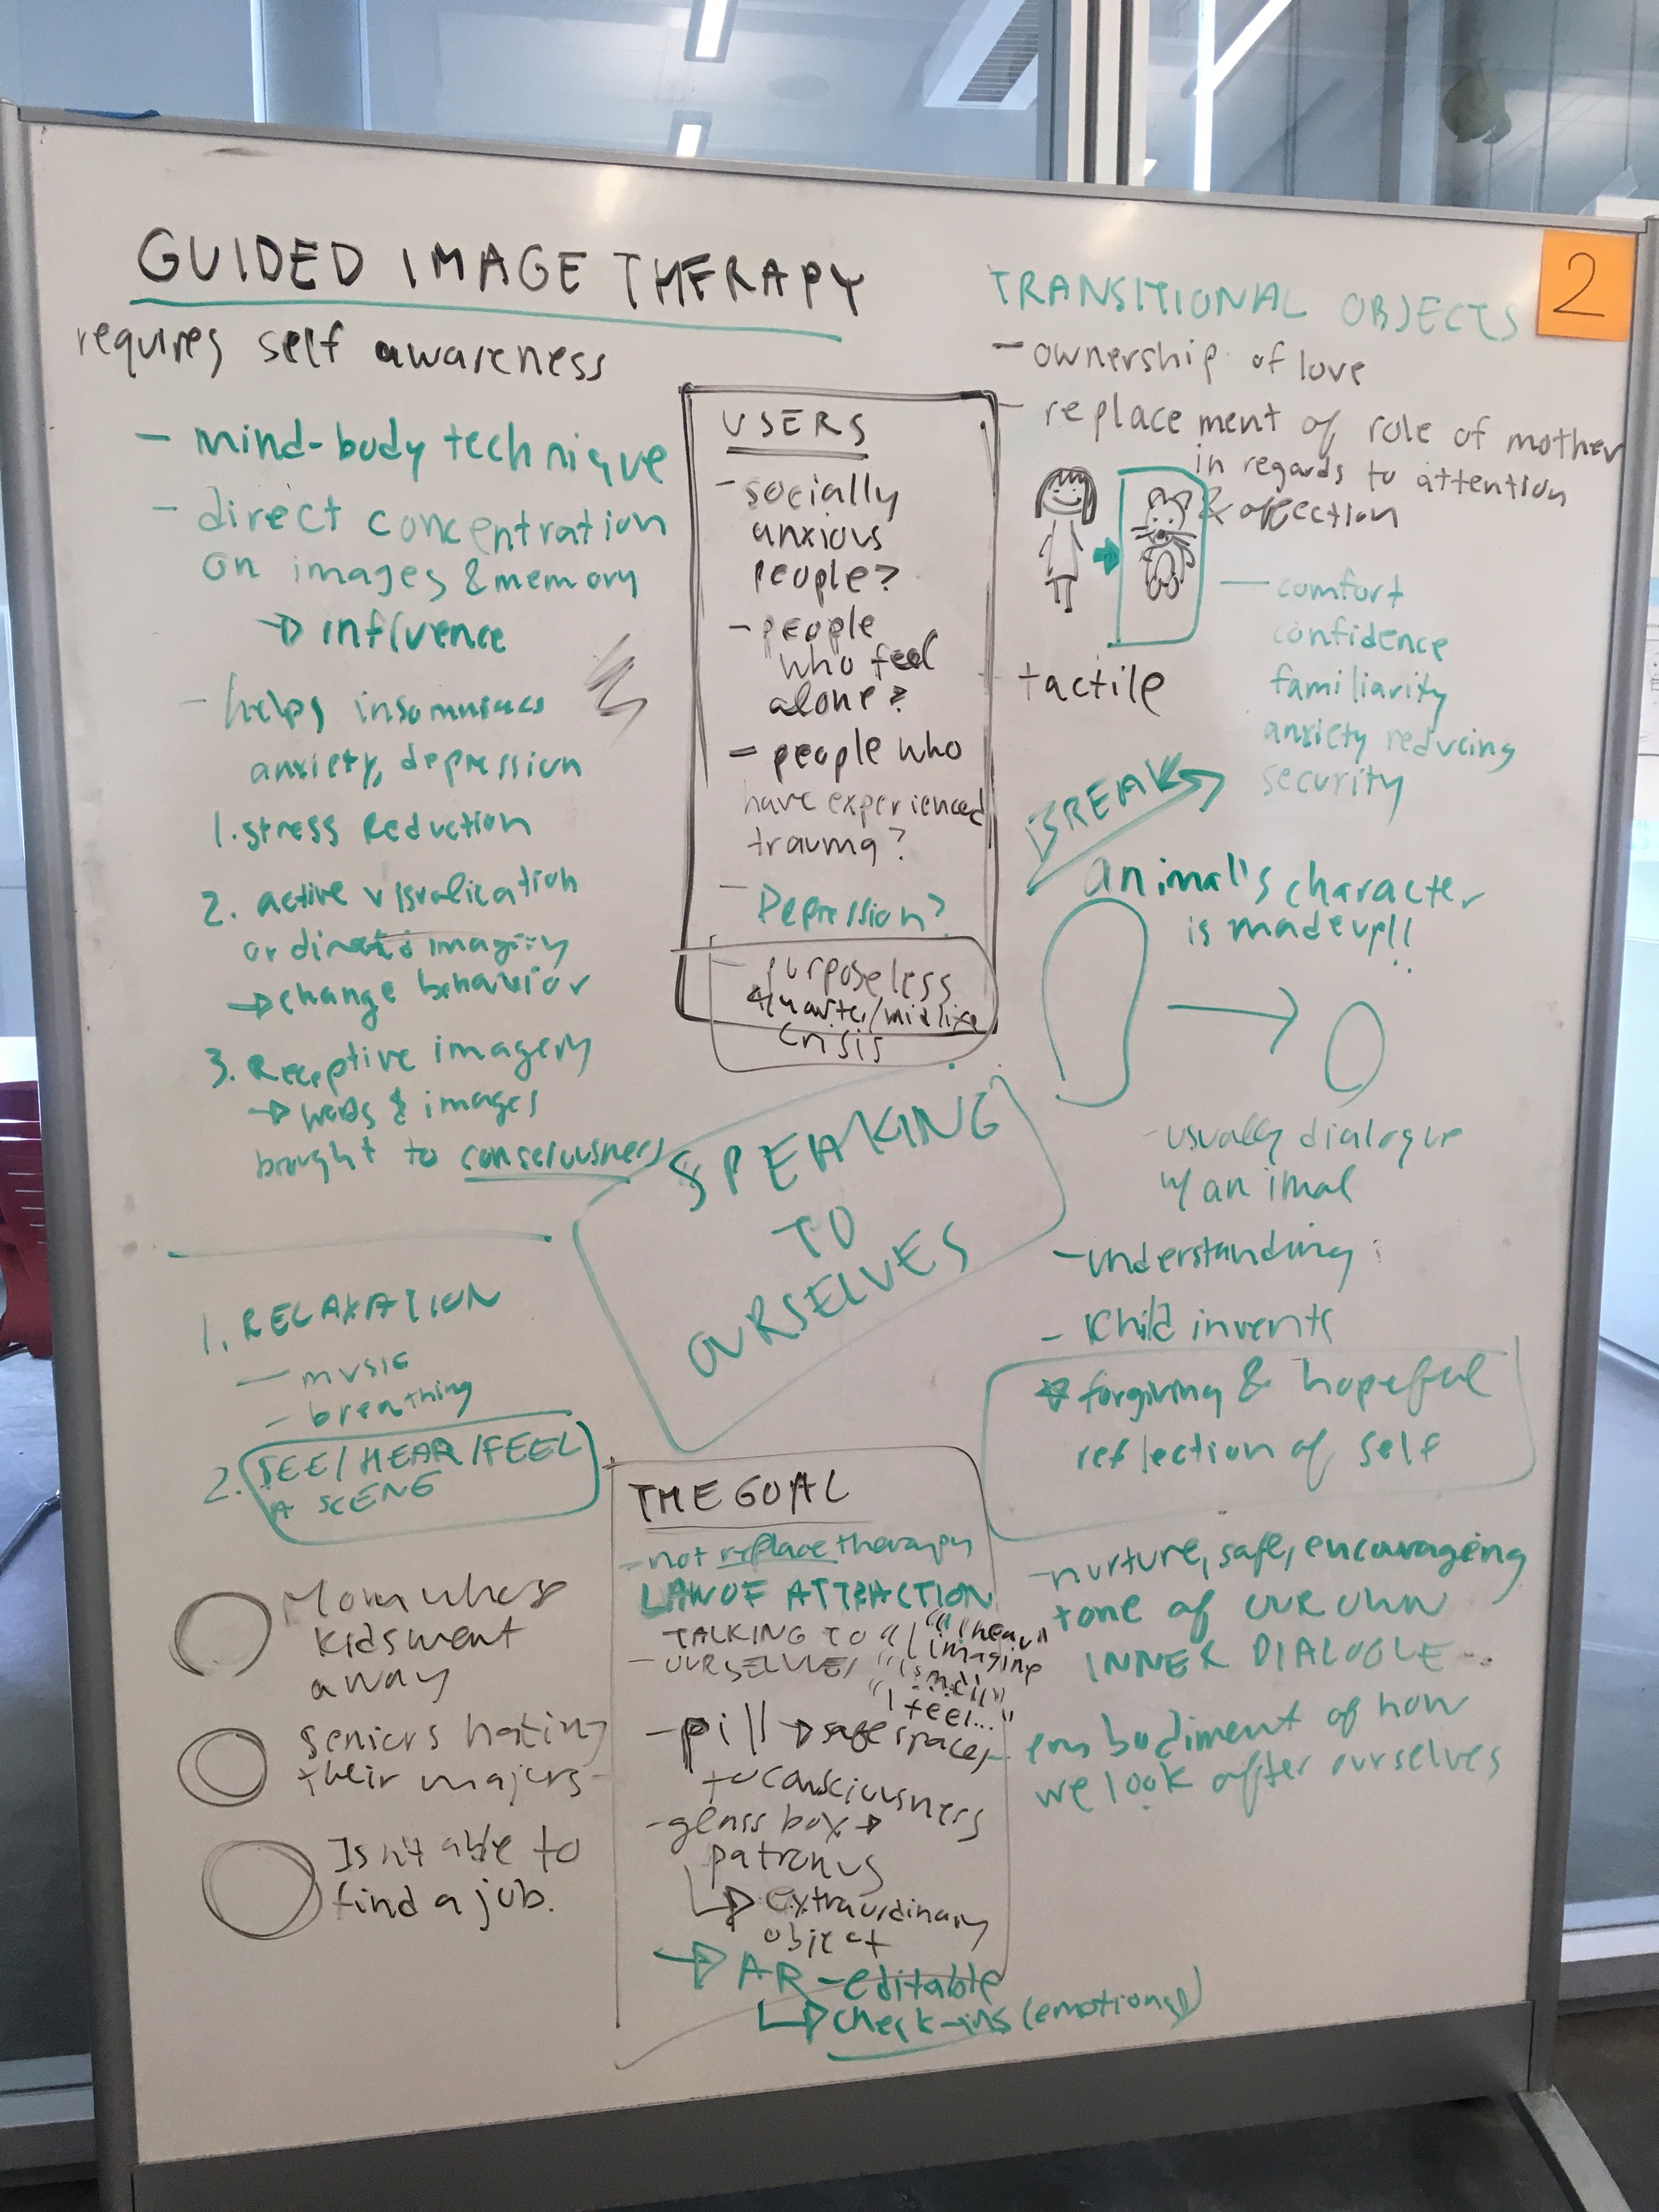 GUIDED IMAGE THERAPY
requires self awareness
- mind-body technique
- direct concentration
on images & memory
→ influence
- helps insomniacs
anxiety, depression
1. stress Reduction
2. active visualication
or directed imagity
→ change behavior
3. Receptive imagery
→ words & images
brought to consciousness
1. RELAXATION
- music
- breathing
2. SEE/HEAR/FEEL
A SCENE
Mom whose
kids went
away
seniors hating
their majors
Isn't able to
find a job.
USERS
- socially
anxious
people?
- people
who feel
alone?
- people who
have experienced
trauma?
- Depression?
- purposeless
quarter/midlife
crisis
SPEAKING
TO
OURSELVES
THE GOAL
- not replace therapy
LAW OF ATTRACTION
TALKING TO
- OURSELVES
"I hear"
"I imagine
"I smell"
"I feel..."
- pill → safe space,
to consciousness
- glass box →
patronus
↳ extraordinary
object
→ AR - editable
↳ check-ins (emotions)
2
TRANSITIONAL OBJECTS
- ownership of love
- replacement of role of mother
in regards to attention
& affection
- tactile
- comfort
confidence
familiarity
anxiety reducing
security
BREAK
animal's character
is made up!!
- usually dialogue
w/ animal
- understanding
- Child invents
forgiving & hopeful
reflection of self
- nurture, safe, encourageing
tone of our own
INNER DIALOGUE...
- embodiment of how
we look after ourselves